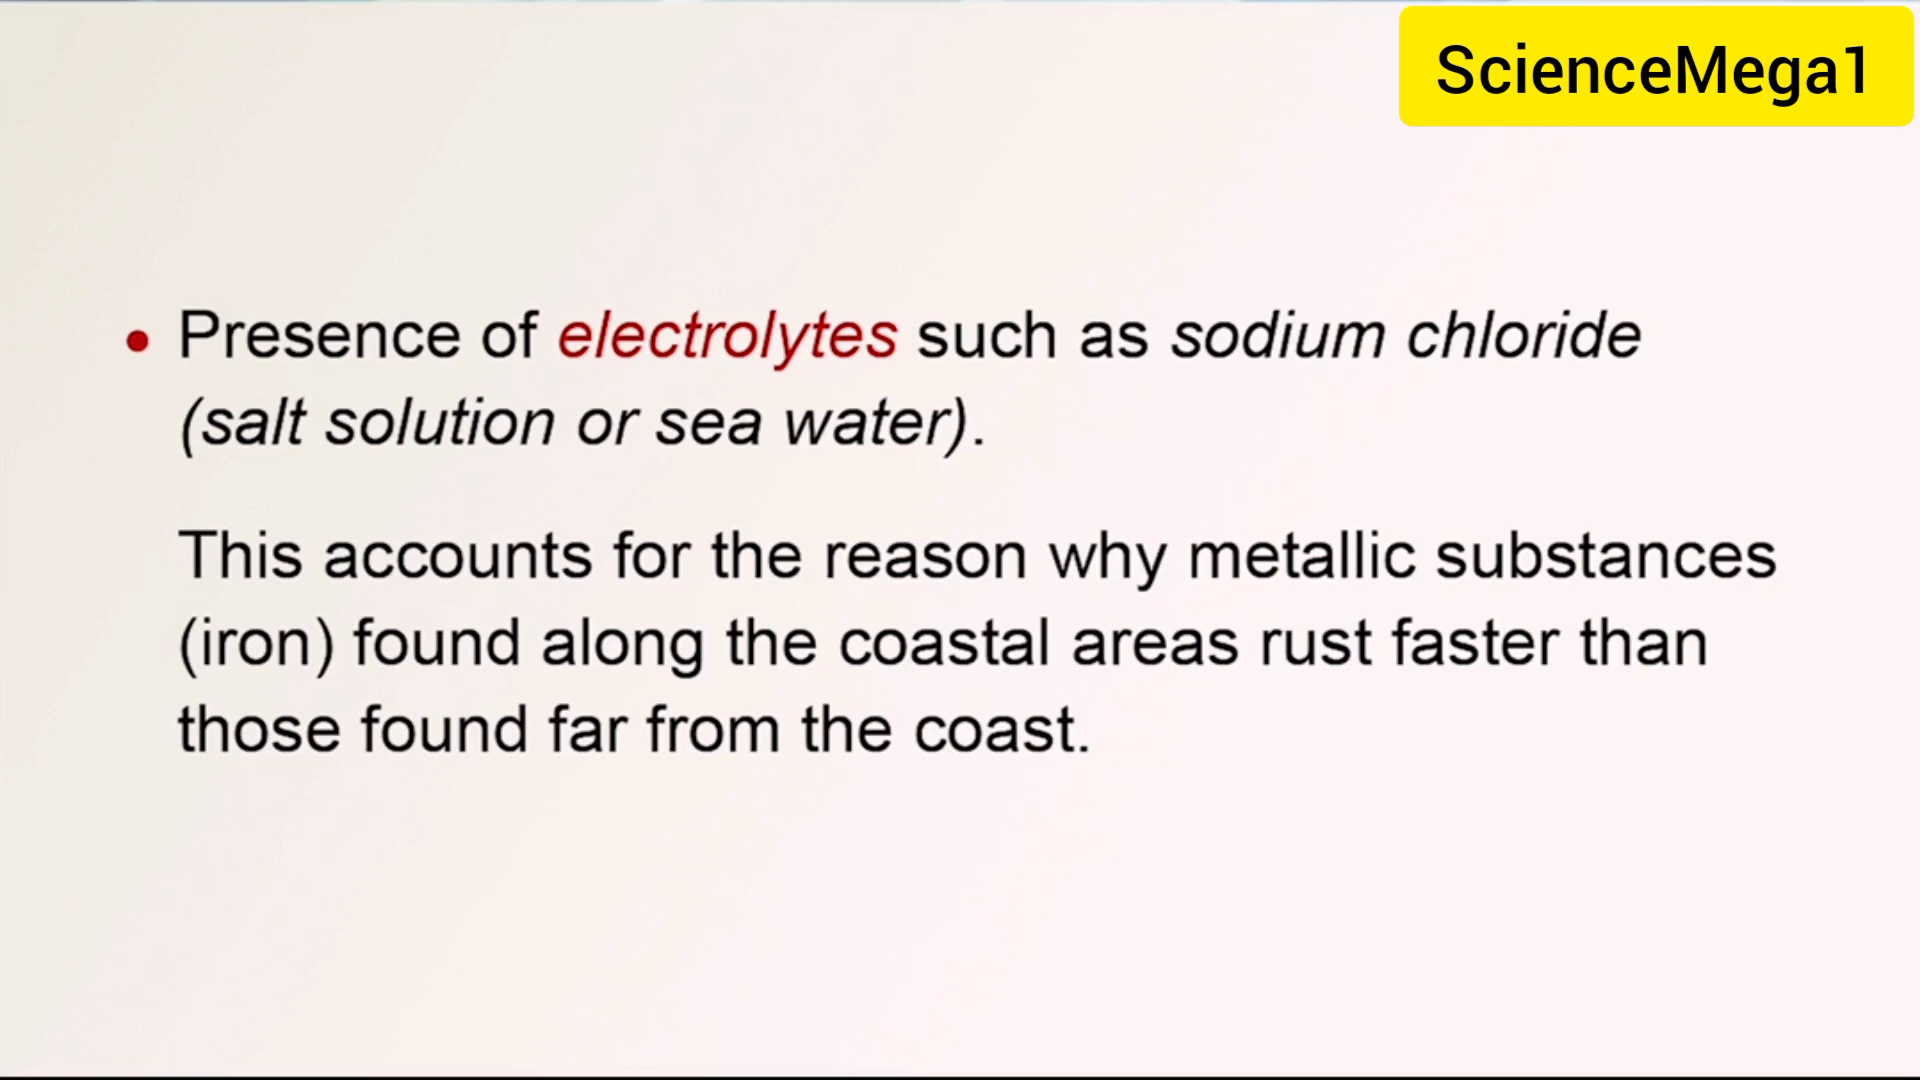 ScienceMega1
• Presence of electrolytes such as sodium chloride
(salt solution or sea water).
This accounts for the reason why metallic substances
(iron) found along the coastal areas rust faster than
those found far from the coast.